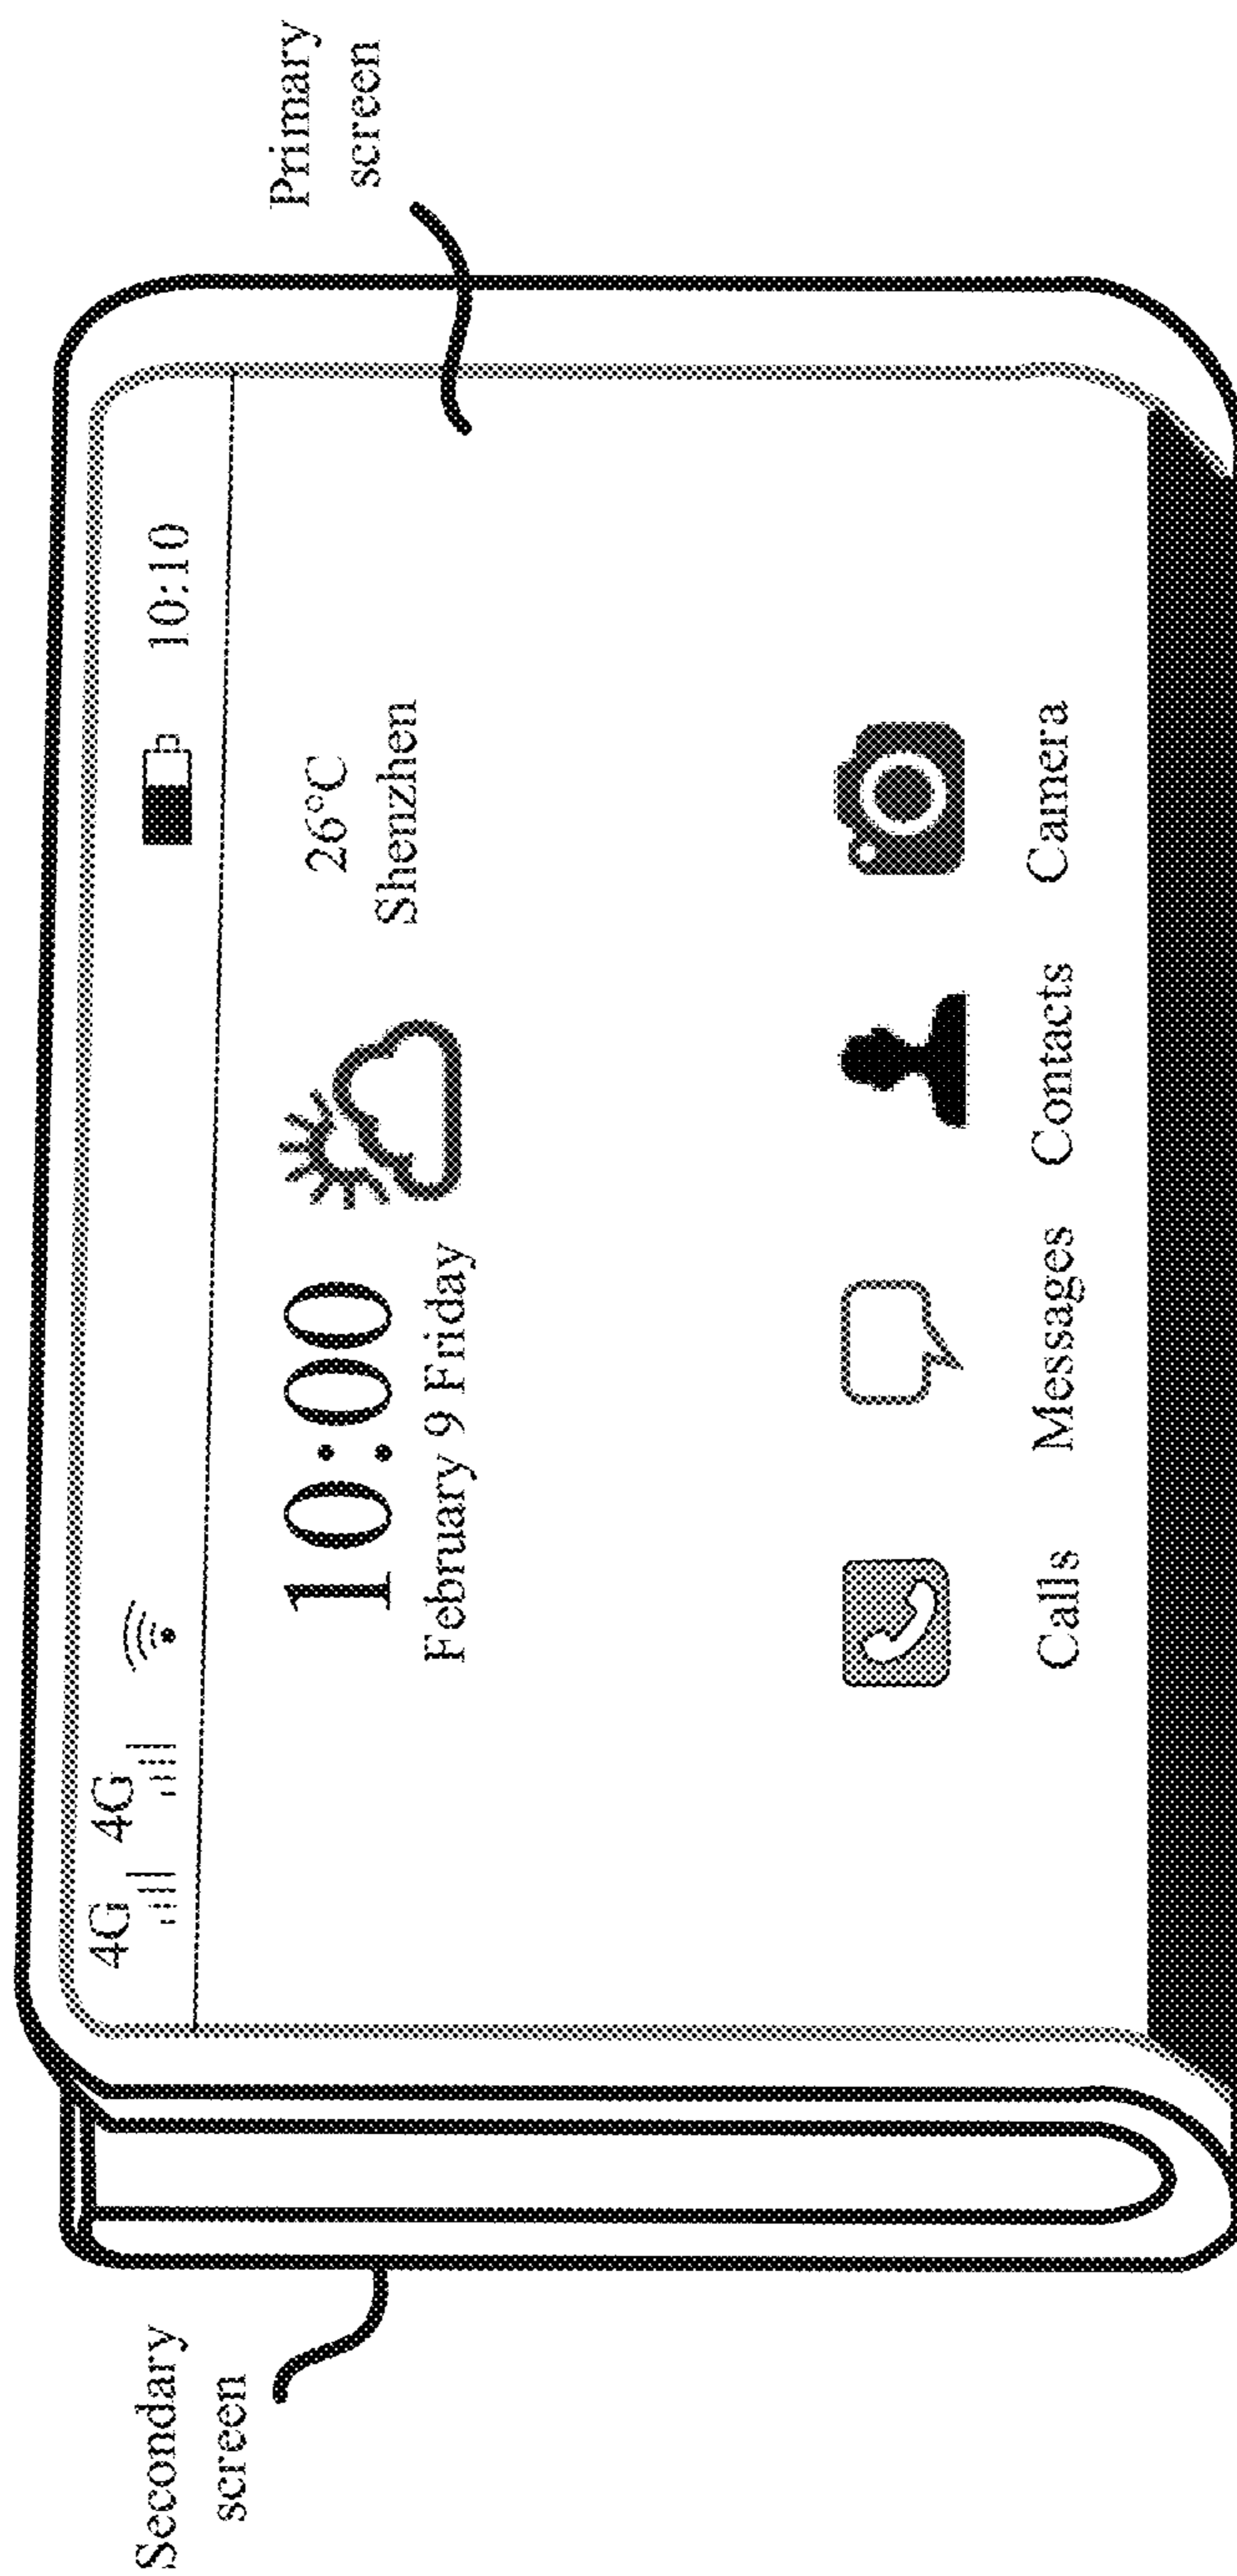 Secondary
screen
Primary
screen
4G 4G
10:10
10:00
February 9 Friday
26°C
Shenzhen
Calls
Messages
Contacts
Camera